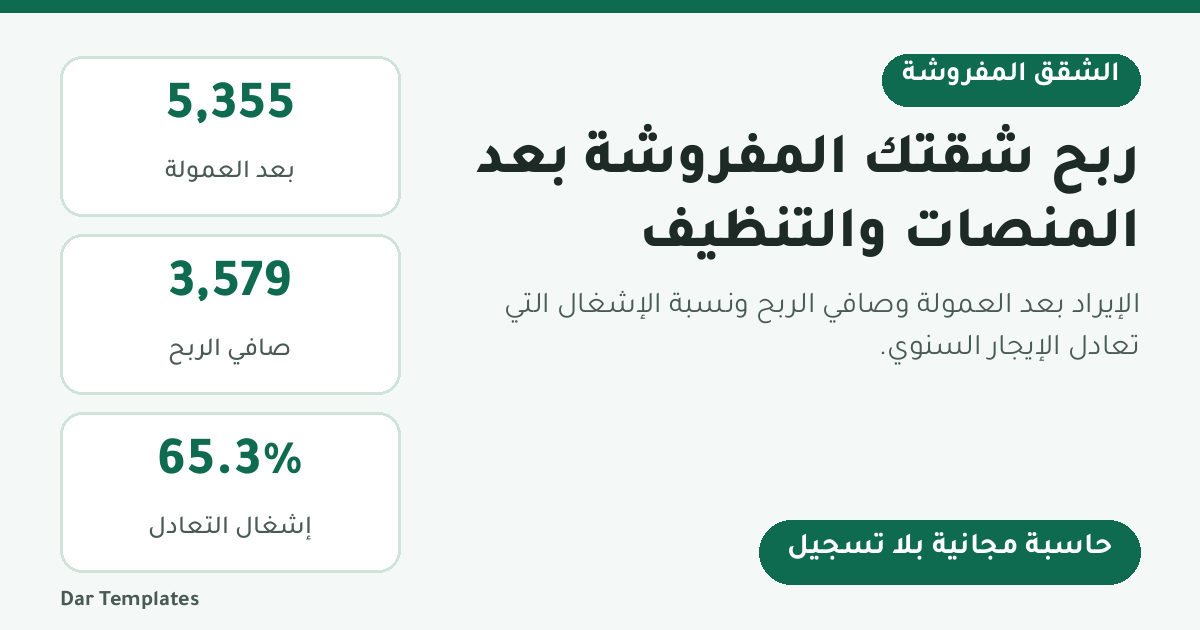 الشقق المفروشة
ربح شقتك المفروشة بعد
المنصات والتنظيف
الإيراد بعد العمولة وصافي الربح ونسبة الإشغال التي
تعادل الإيجار السنوي.
حاسبة مجانية بلا تسجيل
5,355
بعد العمولة
3,579
صافي الربح
65.3%
إشغال التعادل
Dar Templates